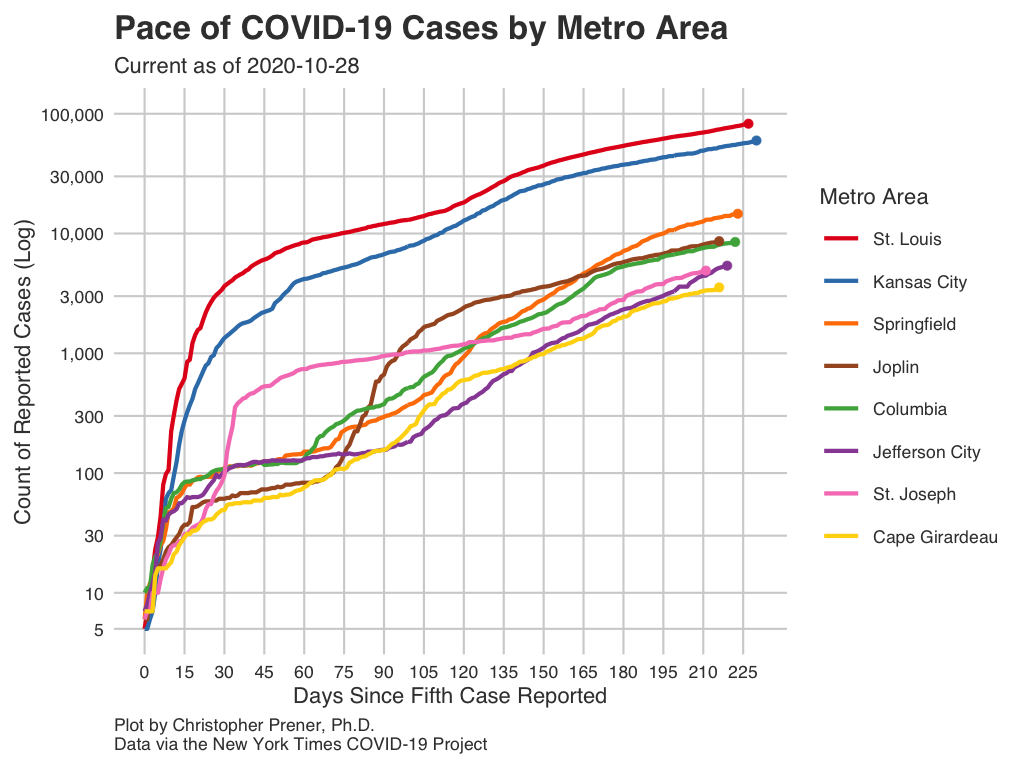 Pace of COVID-19 Cases by Metro Area
Current as of 2020-10-28
Count of Reported Cases (Log)
100,000
30,000
10,000
3,000
1,000
300
100
30
10
5
0 15 30 45 60 75 90 105 120 135 150 165 180 195 210 225
Days Since Fifth Case Reported
Metro Area
St. Louis
Kansas City
Springfield
Joplin
Columbia
Jefferson City
St. Joseph
Cape Girardeau
Plot by Christopher Prener, Ph.D.
Data via the New York Times COVID-19 Project